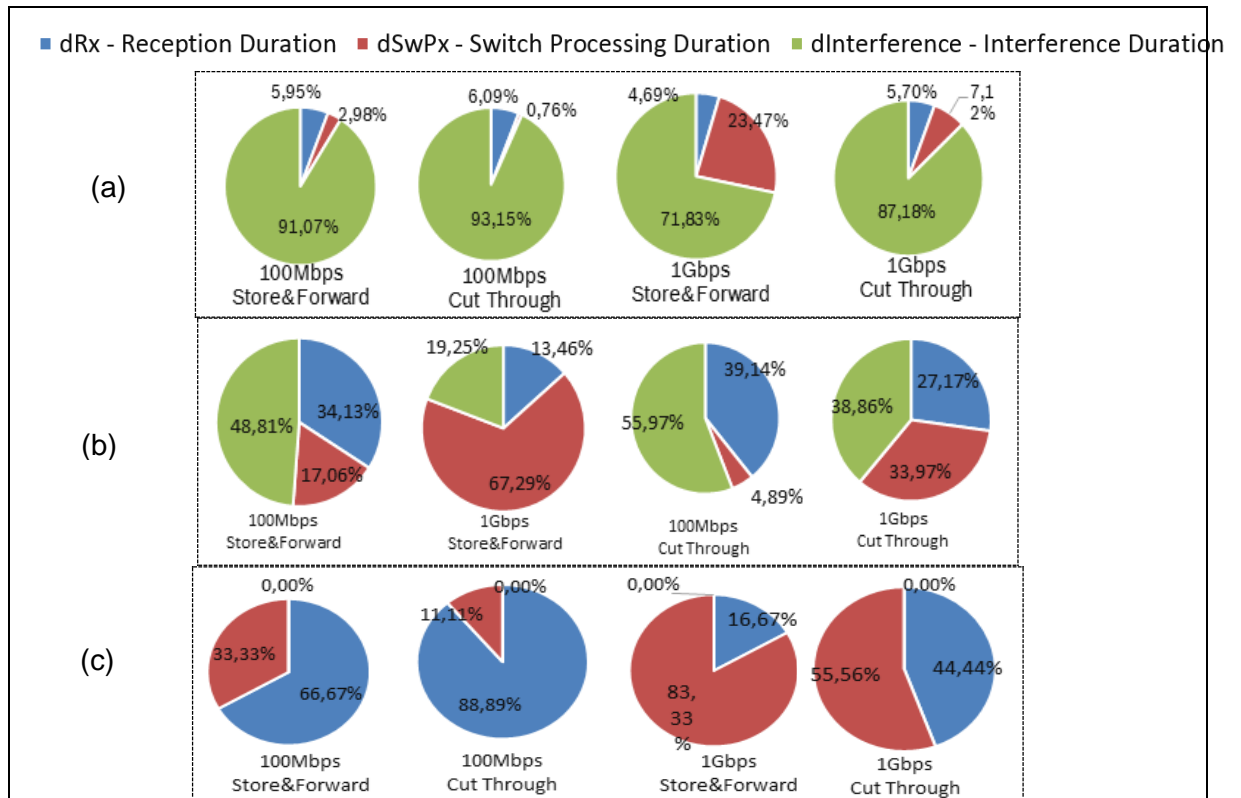 dRx - Reception Duration dSwPx - Switch Processing Duration dInterference - Interference Duration
(a)
5,95%
2,98%
91,07%
100Mbps
Store&Forward
6,09%
0,76%
93,15%
100Mbps
Cut Through
4,69%
23,47%
71,83%
1Gbps
Store&Forward
5,70%
7,1
2%
87,18%
1Gbps
Cut Through
(b)
48,81%
34,13%
17,06%
100Mbps
Store&Forward
19,25%
13,46%
67,29%
1Gbps
Store&Forward
39,14%
55,97%
4,89%
100Mbps
Cut Through
27,17%
38,86%
33,97%
1Gbps
Cut Through
(c)
0,00%
33,33%
66,67%
100Mbps
Store&Forward
0,00%
11,11%
88,89%
100Mbps
Cut Through
0,00%
16,67%
83,
33
%
1Gbps
Store&Forward
0,00%
55,56%
44,44%
1Gbps
Cut Through